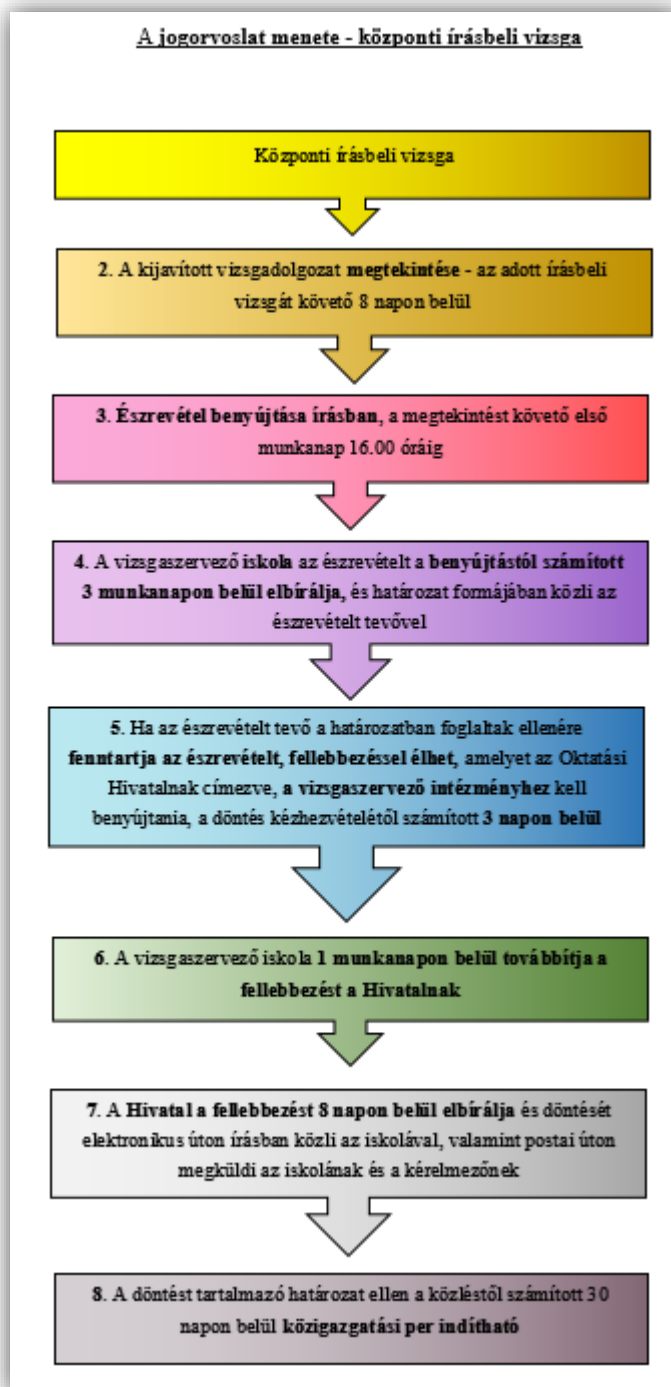 A jogorvoslat menete - központi írásbeli vizsga
Központi írásbeli vizsga
2. A kijavított vizsgadolgozat megtekintése - az adott írásbeli
vizsgát követő 8 napon belül
3. Észrevétel benyújtása írásban, a megtekintést követő első
munkanap 16.00 óráig
4. A vizsgaszervező iskola az észrevételt a benyújtástól számított
3 munkanapon belül elbírálja, és határozat formájában közli az
észrevételt tevővel
5. Ha az észrevételt tevő a határozatban foglaltak ellenére
fenntartja az észrevételt, fellebbezéssel élhet, amelyet az Oktatási
Hivatalnak címezve, a vizsgaszervező intézményhez kell
benyújtania, a döntés kézhezvételétől számított 3 napon belül
6. A vizsgaszervező iskola 1 munkanapon belül továbbítja a
fellebbezést a Hivatalnak
7. A Hivatal a fellebbezést 8 napon belül elbírálja és döntését
elektronikus úton írásban közli az iskolával, valamint postai úton
megküldi az iskolának és a kérelmezőnek
8. A döntést tartalmazó határozat ellen a közléstől számított 30
napon belül közigazgatási per indítható